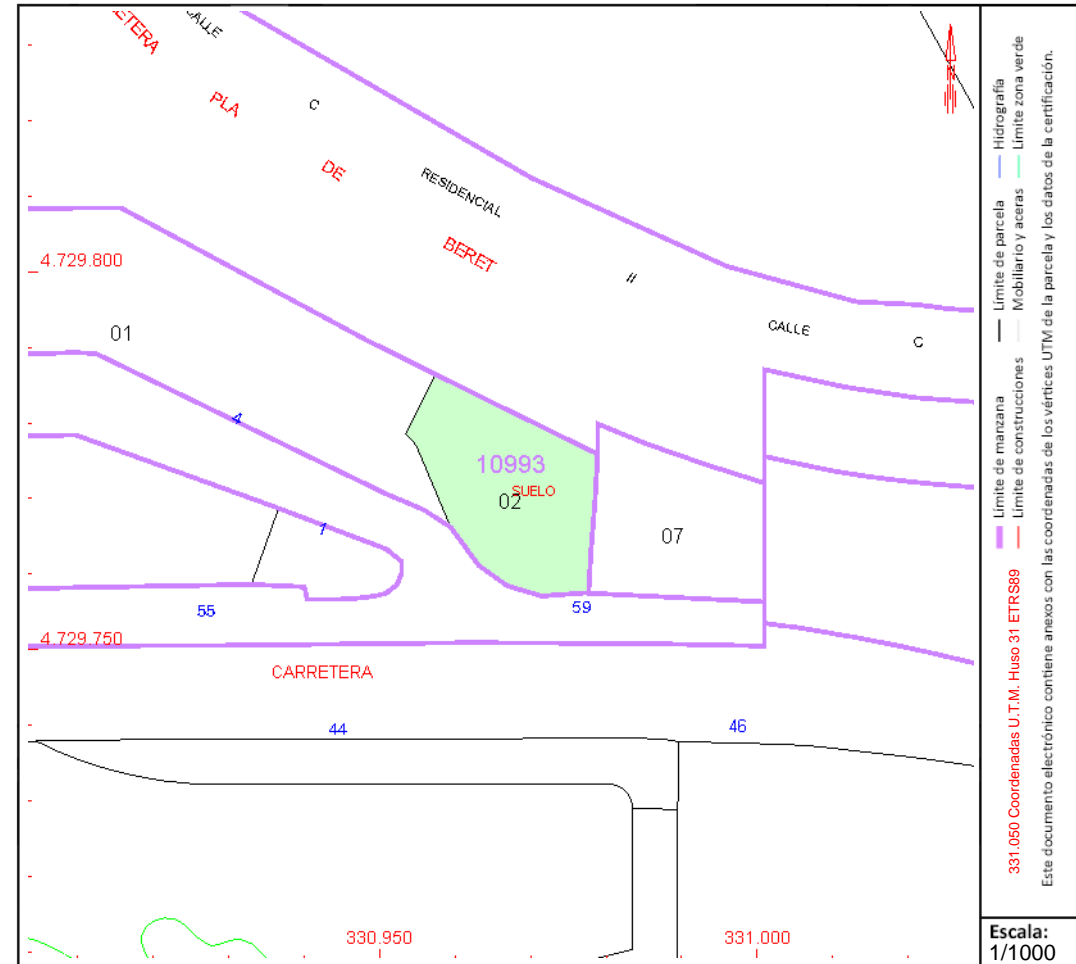 ETERA
CALLE
PLA
C
DE
RESIDENCIAL
BERET
4.729.800
II
CALLE
C
01
4
10993
SUELO
02
07
1
55
59
4.729.750
CARRETERA
44
46
330.950
331.000
Límite de manzana
Límite de parcela
Hidrografía
Límite de construcciones
Mobiliario y aceras
Límite zona verde
331.050 Coordenadas U.T.M. Huso 31 ETRS89
Este documento electrónico contiene anexos con las coordenadas de los vértices UTM de la parcela y los datos de la certificación.
Escala:
1/1000